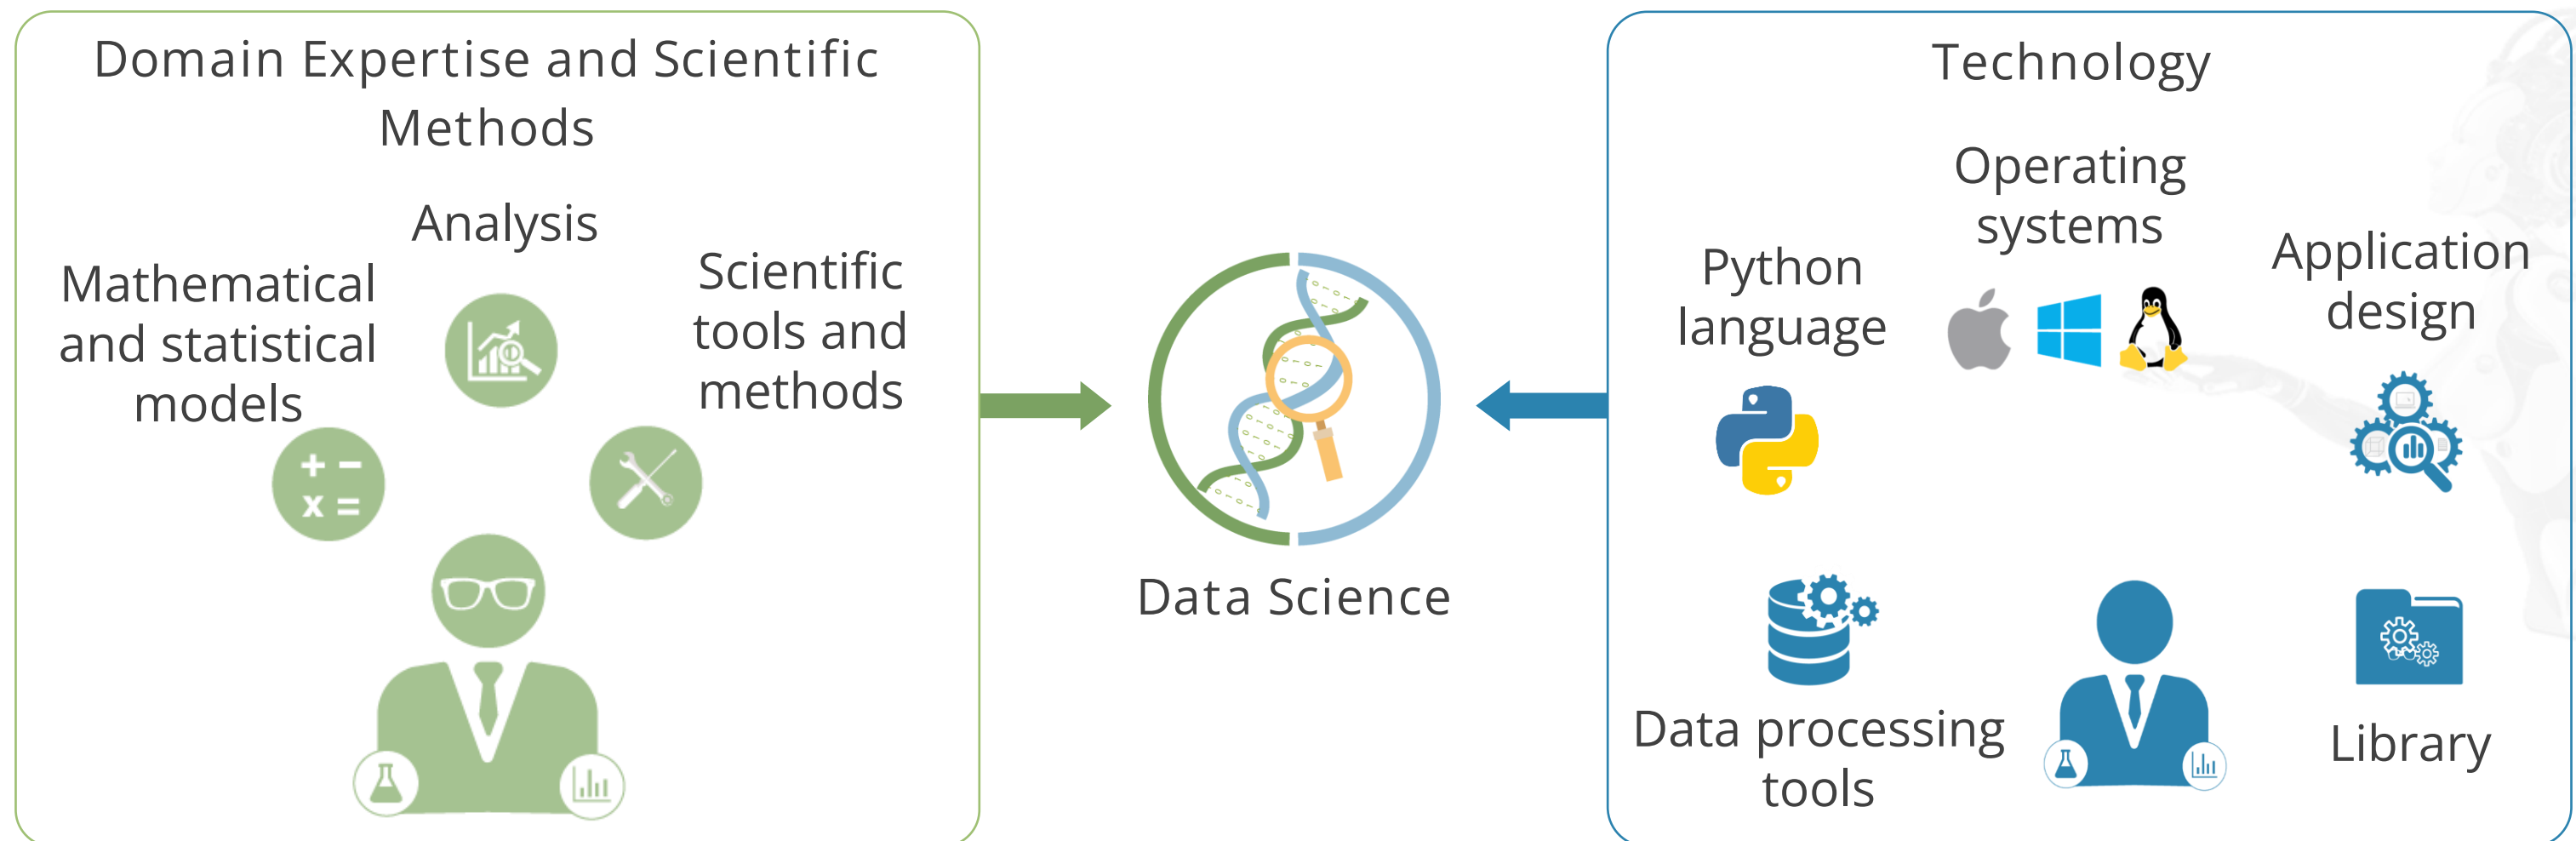 Domain Expertise and Scientific
Methods
Analysis
Mathematical
and statistical
models
Scientific
tools and
methods
+ −
x =
Data Science
Technology
Operating
systems
Python
language
Application
design
Data processing
tools
Library